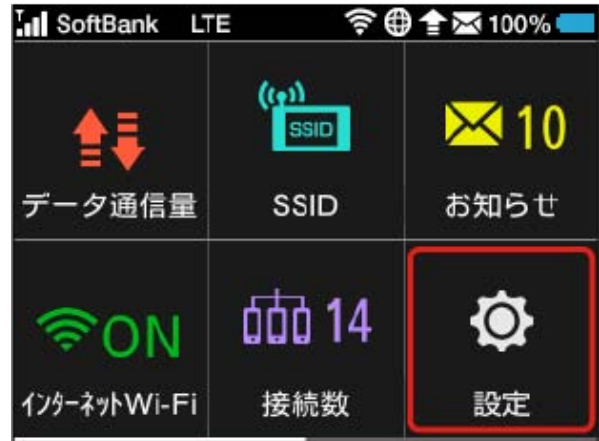 SoftBank LTE 100%
SSID
10
データ通信量
SSID
お知らせ
ON
14
ｲﾝﾀｰﾈｯﾄWi-Fi
接続数
設定